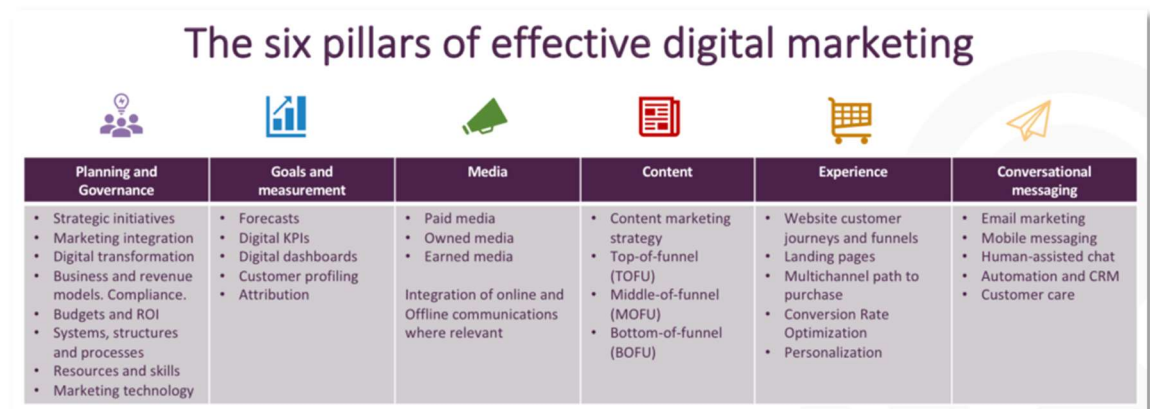 The six pillars of effective digital marketing
Planning and
Governance
• Strategic initiatives
• Marketing integration
• Digital transformation
• Business and revenue
models. Compliance.
• Budgets and ROI
• Systems, structures
and processes
• Resources and skills
• Marketing technology
Goals and
measurement
• Forecasts
• Digital KPIs
• Digital dashboards
• Customer profiling
• Attribution
Media
• Paid media
• Owned media
• Earned media
Integration of online and
Offline communications
where relevant
Content
• Content marketing
strategy
• Top-of-funnel
(TOFU)
• Middle-of-funnel
(MOFU)
• Bottom-of-funnel
(BOFU)
Experience
• Website customer
journeys and funnels
• Landing pages
• Multichannel path to
purchase
• Conversion Rate
Optimization
• Personalization
Conversational
messaging
• Email marketing
• Mobile messaging
• Human-assisted chat
• Automation and CRM
• Customer care